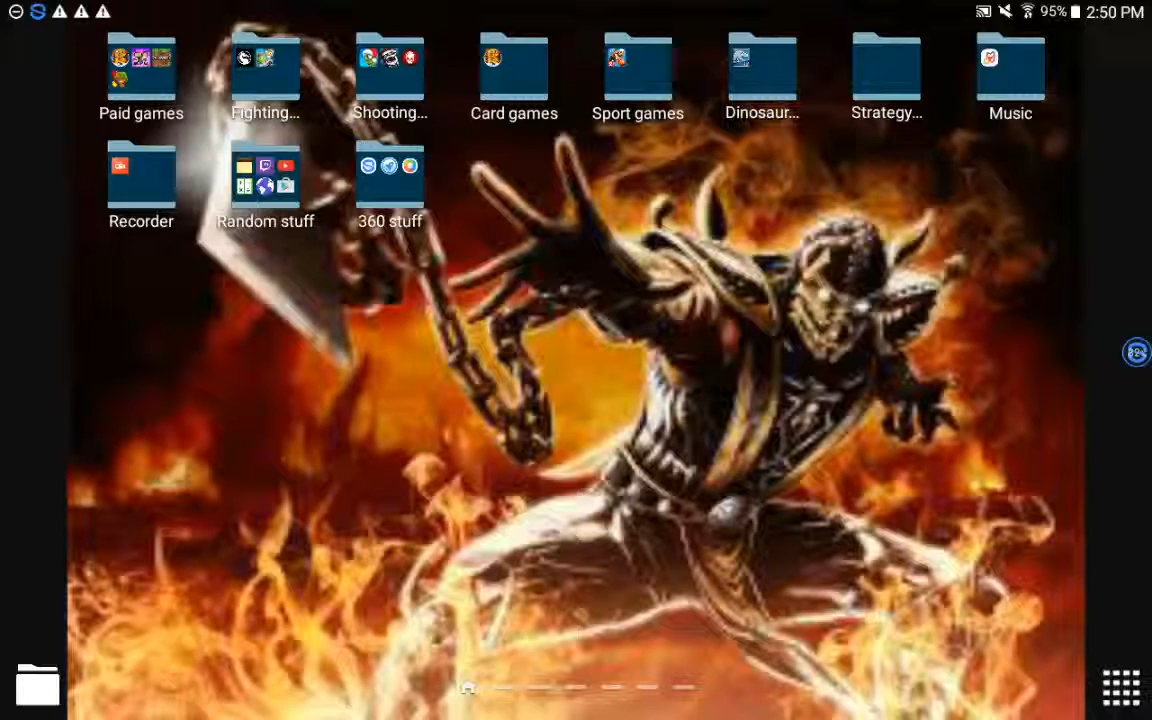 95% 2:50 PM
Paid games Fighting... Shooting... Card games Sport games Dinosaur... Strategy... Music
Recorder Random stuff 360 stuff